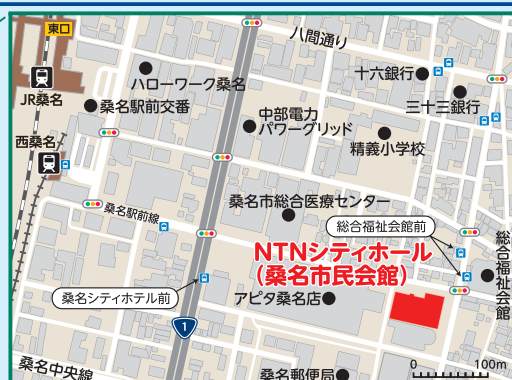 東口
八間通り
十六銀行
JR桑名
ハローワーク桑名
桑名駅前交番
中部電力
パワーグリッド
三十三銀行
西桑名
精義小学校
桑名市総合医療センター
桑名駅前線
総合福祉会館前
NTNシティホール
(桑名市民会館)
総合福祉会館
桑名シティホテル前
アピタ桑名店
1
桑名中央線
桑名郵便局
0 100m